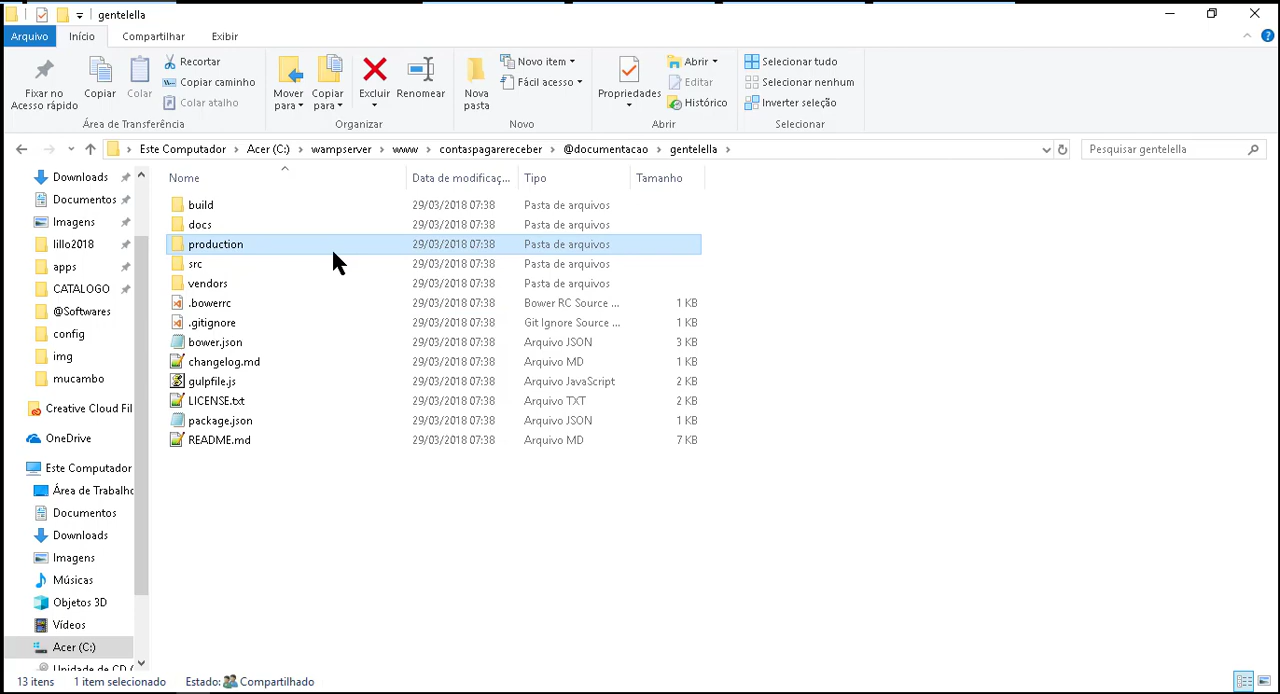 gentelella
Arquivo Início Compartilhar Exibir
Fixar no Acesso rápido
Copiar
Colar
Recortar
Copiar caminho
Colar atalho
Área de Transferência
Mover para
Copiar para
Excluir
Renomear
Organizar
Nova pasta
Novo item
Fácil acesso
Novo
Propriedades
Abrir
Editar
Histórico
Abrir
Selecionar tudo
Selecionar nenhum
Inverter seleção
Selecionar
Este Computador > Acer (C:) > wampserver > www > contaspagarereceber > @documentacao > gentelella >
Pesquisar gentelella
Downloads
Documentos
Imagens
lillo2018
apps
CATALOGO
@Softwares
config
img
mucambo
Creative Cloud Fil
OneDrive
Este Computador
Área de Trabalho
Documentos
Downloads
Imagens
Músicas
Objetos 3D
Vídeos
Acer (C:)
Unidade de CD (
Nome Data de modificaç... Tipo Tamanho
build 29/03/2018 07:38 Pasta de arquivos
docs 29/03/2018 07:38 Pasta de arquivos
production 29/03/2018 07:38 Pasta de arquivos
src 29/03/2018 07:38 Pasta de arquivos
vendors 29/03/2018 07:38 Pasta de arquivos
.bowerrc 29/03/2018 07:38 Bower RC Source ... 1 KB
.gitignore 29/03/2018 07:38 Git Ignore Source ... 1 KB
bower.json 29/03/2018 07:38 Arquivo JSON 3 KB
changelog.md 29/03/2018 07:38 Arquivo MD 1 KB
gulpfile.js 29/03/2018 07:38 Arquivo JavaScript 2 KB
LICENSE.txt 29/03/2018 07:38 Arquivo TXT 2 KB
package.json 29/03/2018 07:38 Arquivo JSON 1 KB
README.md 29/03/2018 07:38 Arquivo MD 7 KB
13 itens 1 item selecionado Estado: Compartilhado